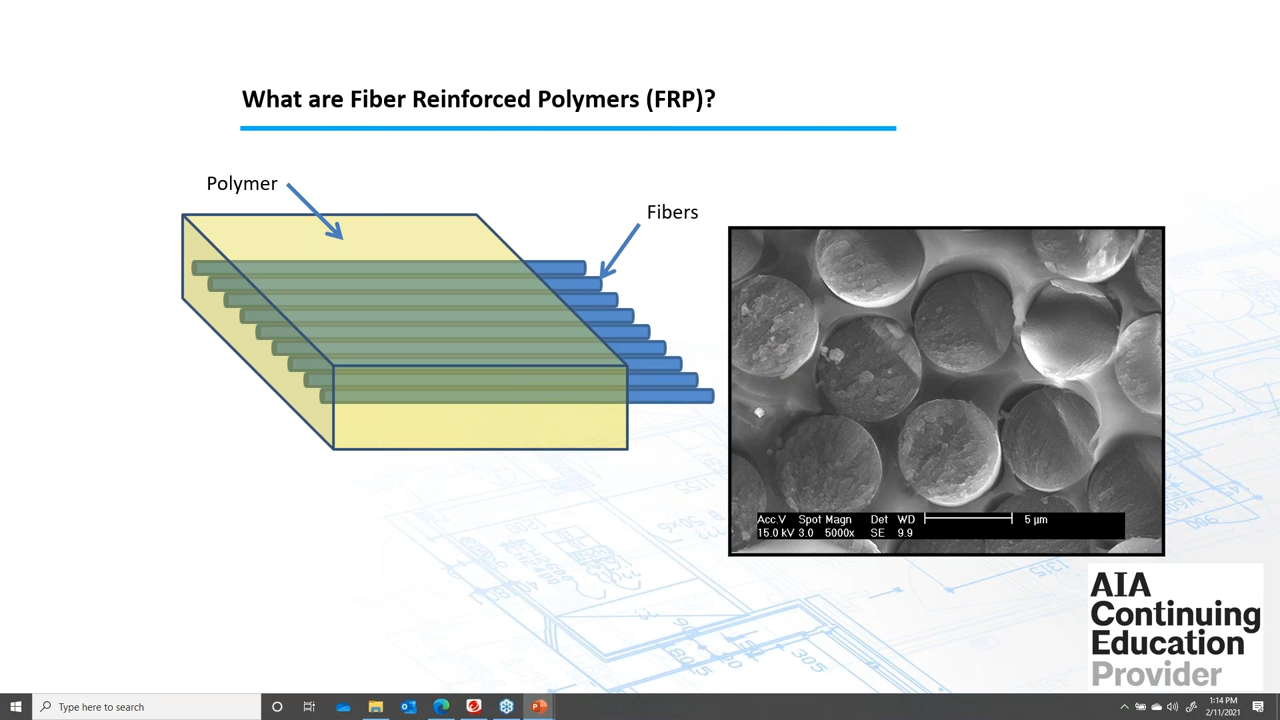 What are Fiber Reinforced Polymers (FRP)?
Polymer
Fibers
Acc.V Spot Magn Det WD 5 µm
15.0 kV 3.0 5000x SE 9.9
1315
305
AIA
Continuing
Education
Provider
Type here to search
1:14 PM
2/11/2021